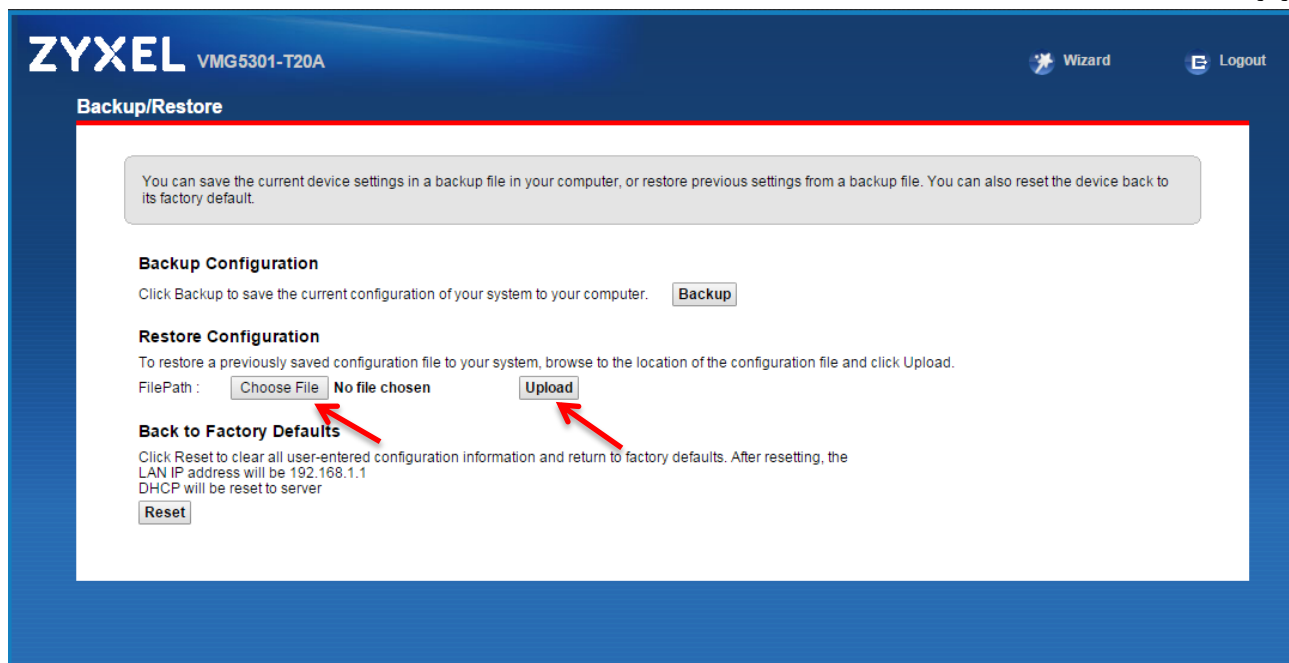 ZYXEL VMG5301-T20A
Wizard
Logout
Backup/Restore
You can save the current device settings in a backup file in your computer, or restore previous settings from a backup file. You can also reset the device back to
its factory default.
Backup Configuration
Click Backup to save the current configuration of your system to your computer. Backup
Restore Configuration
To restore a previously saved configuration file to your system, browse to the location of the configuration file and click Upload.
FilePath : Choose File No file chosen Upload
Back to Factory Defaults
Click Reset to clear all user-entered configuration information and return to factory defaults. After resetting, the
LAN IP address will be 192.168.1.1
DHCP will be reset to server
Reset